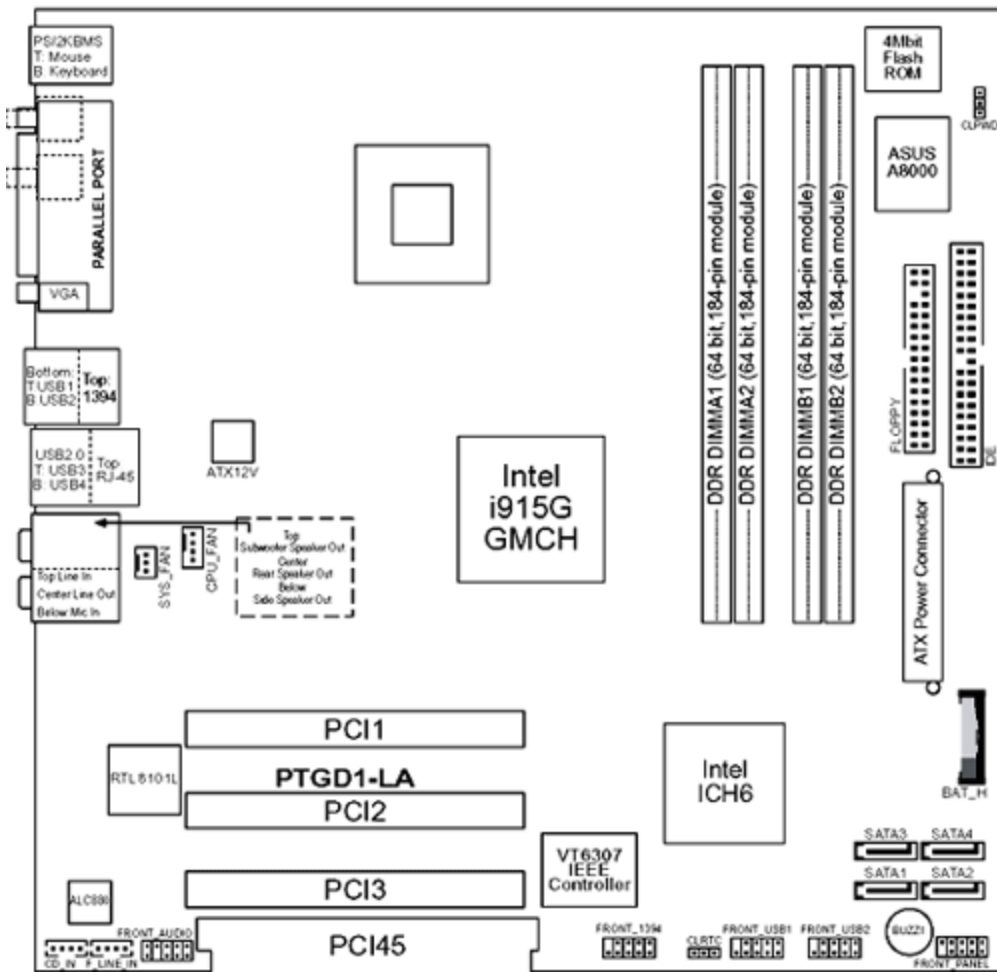 PS/2KBMS
T: Mouse
B: Keyboard
PARALLEL PORT
VGA
Bottom:
T:USB1
B:USB2
Top:
1394
USB2.0
T: USB3
B: USB4
Top
RJ-45
Top Line In
Center Line Out
Below Mic In
SYS_FAN
CPU_FAN
ATX12V
Top
Subwoofer Speaker Out
Center
Rear Speaker Out
Below
Side Speaker Out
Intel
i915G
GMCH
DDR DIMMA1 (64 bit,184-pin module)
DDR DIMMA2 (64 bit,184-pin module)
DDR DIMMB1 (64 bit,184-pin module)
DDR DIMMB2 (64 bit,184-pin module)
4Mbit
Flash
ROM
CLPWD
ASUS
A8000
FLOPPY
IDE
ATX Power Connector
BAT_H
PCI1
PTGD1-LA
PCI2
PCI3
PCI45
RTL8101L
ALC880
Intel
ICH6
VT6307
IEEE
Controller
SATA3
SATA4
SATA1
SATA2
BUZZ1
CD_IN
F_LINE_IN
FRONT_AUDIO
FRONT_1394
CLRTC
FRONT_USB1
FRONT_USB2
FRONT_PANEL